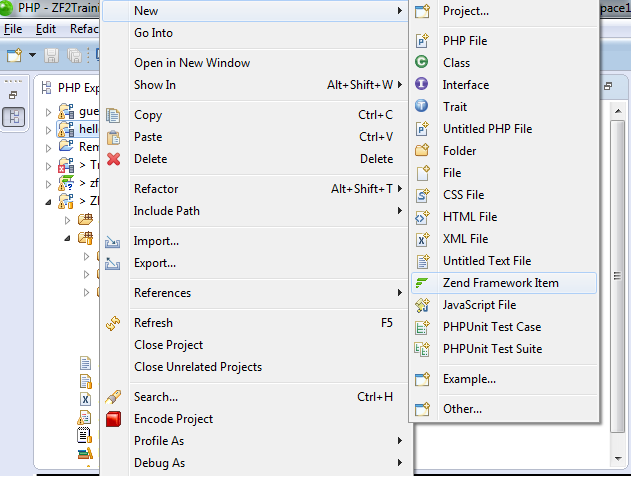 PHP - ZF2Traini
pace1
File Edit Refac
PHP Exp
gue
hell
Rem
> T
> zf
> Z
New
Go Into
Open in New Window
Show In Alt+Shift+W
Copy Ctrl+C
Paste Ctrl+V
Delete Delete
Refactor Alt+Shift+T
Include Path
Import...
Export...
References
Refresh F5
Close Project
Close Unrelated Projects
Search... Ctrl+H
Encode Project
Profile As
Debug As
Project...
PHP File
Class
Interface
Trait
Untitled PHP File
Folder
File
CSS File
HTML File
XML File
Untitled Text File
Zend Framework Item
JavaScript File
PHPUnit Test Case
PHPUnit Test Suite
Example...
Other...